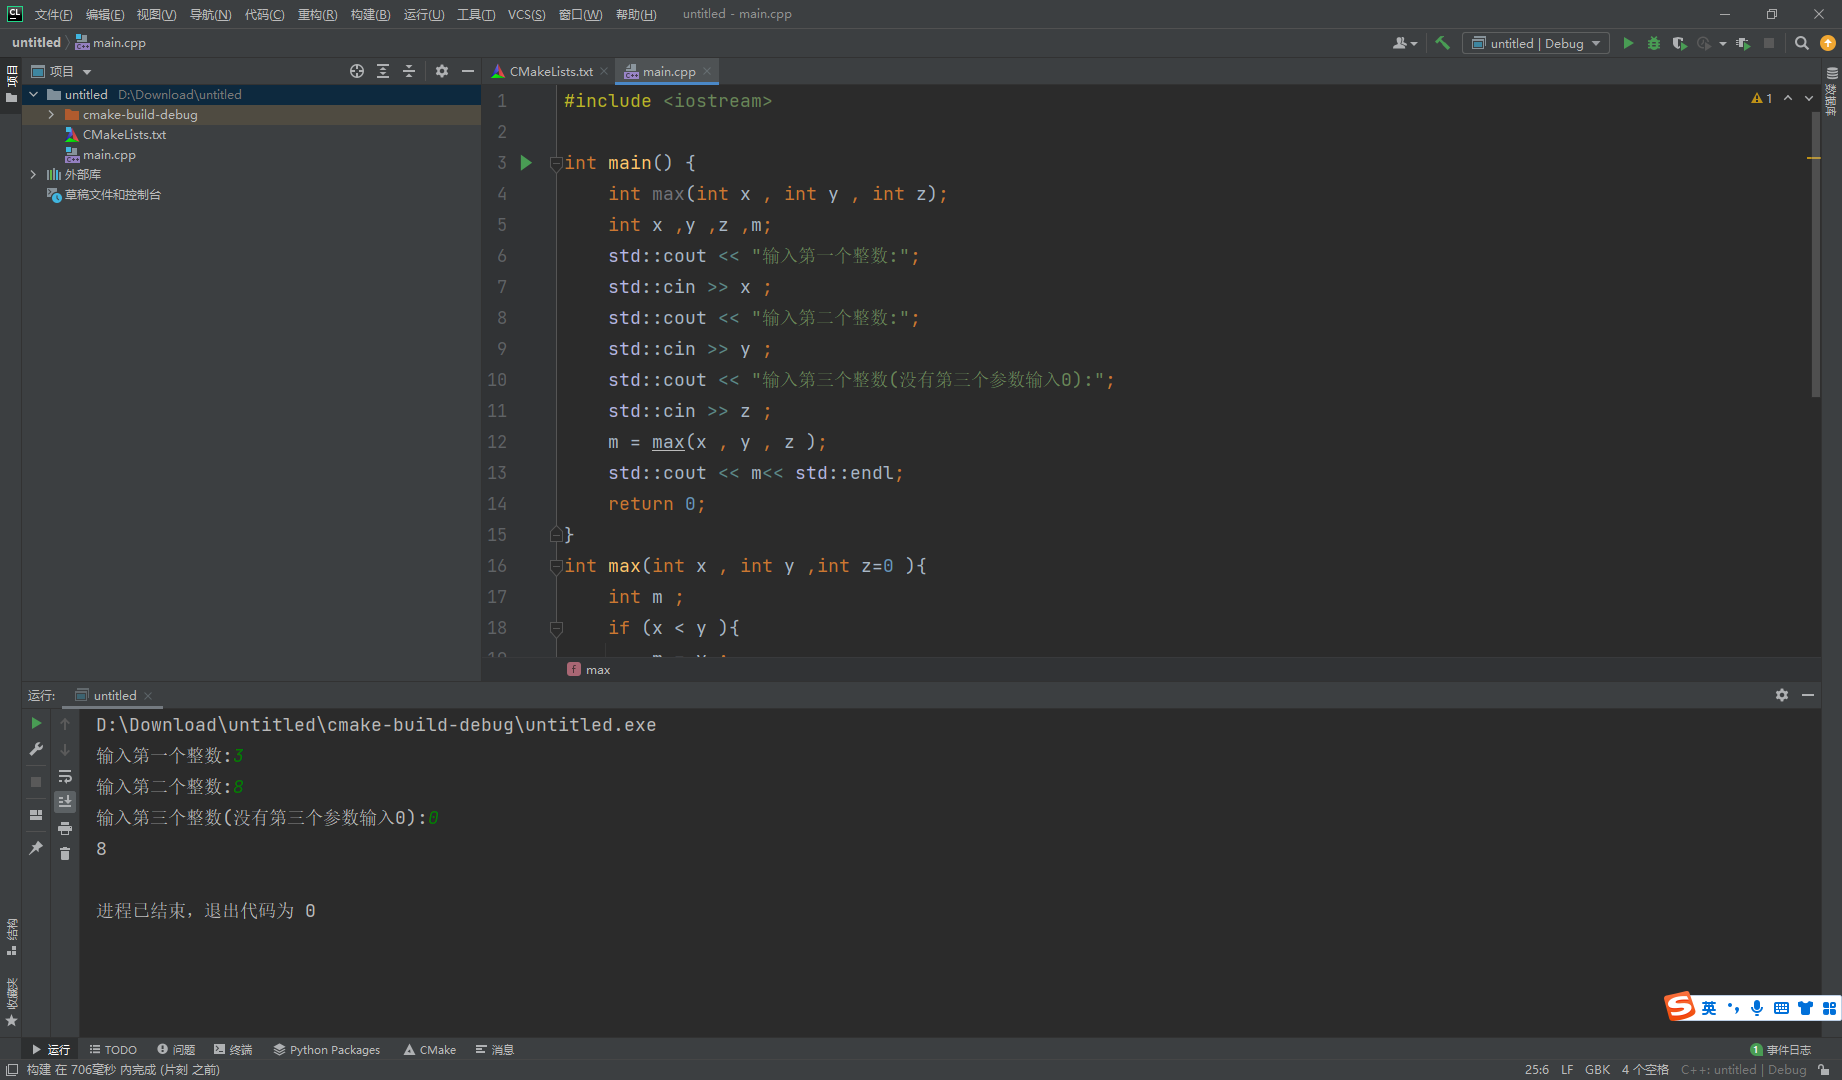 文件(F) 编辑(E) 视图(V) 导航(N) 代码(C) 重构(R) 构建(B) 运行(U) 工具(T) VCS(S) 窗口(W) 帮助(H) untitled - main.cpp
untitled main.cpp
untitled | Debug
项目
CMakeLists.txt
main.cpp
项目
untitled D:\Download\untitled
cmake-build-debug
CMakeLists.txt
main.cpp
外部库
草稿文件和控制台
1 #include <iostream>
2
3 int main() {
4 int max(int x , int y , int z);
5 int x ,y ,z ,m;
6 std::cout << "输入第一个整数:";
7 std::cin >> x ;
8 std::cout << "输入第二个整数:";
9 std::cin >> y ;
10 std::cout << "输入第三个整数(没有第三个参数输入0):";
11 std::cin >> z ;
12 m = max(x , y , z );
13 std::cout << m<< std::endl;
14 return 0;
15 }
16 int max(int x , int y ,int z=0 ){
17 int m ;
18 if (x < y ){
1
数据库
max
运行: untitled
D:\Download\untitled\cmake-build-debug\untitled.exe
输入第一个整数:3
输入第二个整数:8
输入第三个整数(没有第三个参数输入0):0
8
进程已结束，退出代码为 0
结构
收藏夹
英
运行 TODO 问题 终端 Python Packages CMake 消息
1 事件日志
构建 在 706毫秒 内完成 (片刻 之前)
25:6 LF GBK 4 个空格 C++: untitled | Debug